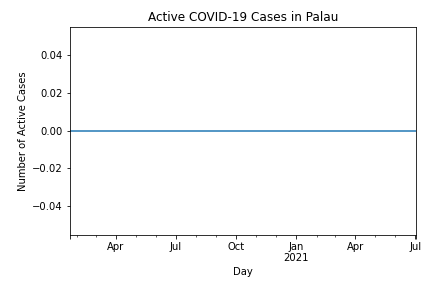 Active COVID-19 Cases in Palau
Number of Active Cases
0.04
0.02
0.00
−0.02
−0.04
Apr Jul Oct Jan Apr Jul
2021
Day